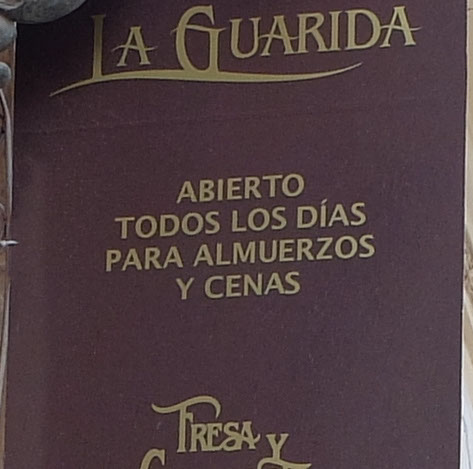 LA GUARIDA
ABIERTO
TODOS LOS DÍAS
PARA ALMUERZOS
Y CENAS
FRESA Y